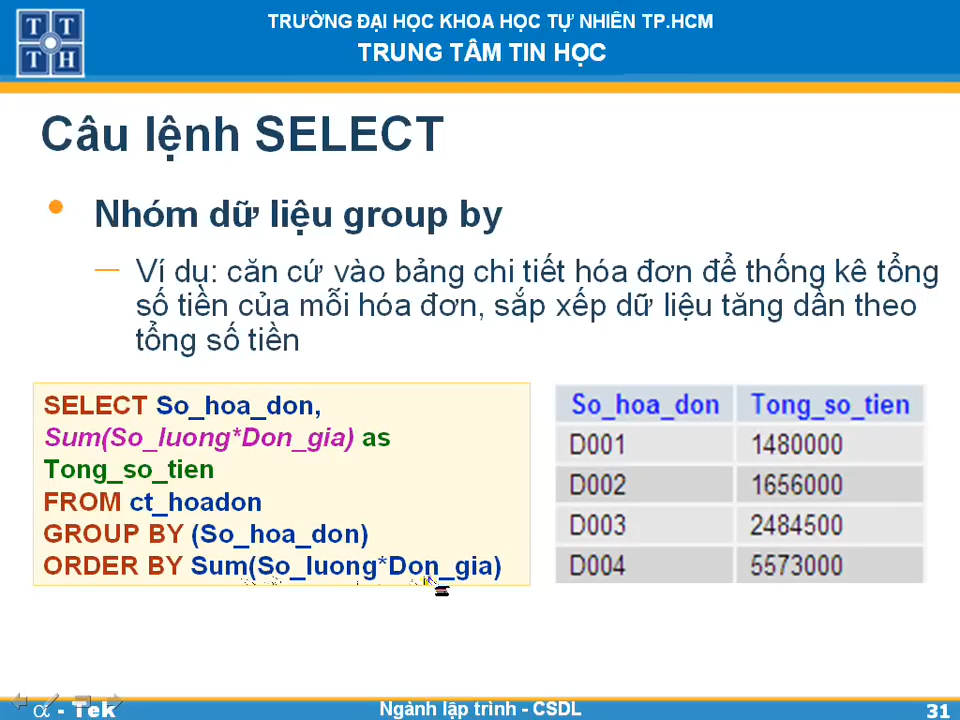 T T
T H
TRƯỜNG ĐẠI HỌC KHOA HỌC TỰ NHIÊN TP.HCM
TRUNG TÂM TIN HỌC
Câu lệnh SELECT
Nhóm dữ liệu group by
Ví dụ: căn cứ vào bảng chi tiết hóa đơn để thống kê tổng
số tiền của mỗi hóa đơn, sắp xếp dữ liệu tăng dần theo
tổng số tiền
SELECT So_hoa_don,
Sum(So_luong*Don_gia) as
Tong_so_tien
FROM ct_hoadon
GROUP BY (So_hoa_don)
ORDER BY Sum(So_luong*Don_gia)
So_hoa_don Tong_so_tien
D001 1480000
D002 1656000
D003 2484500
D004 5573000
α - Tek
Ngành lập trình - CSDL
31